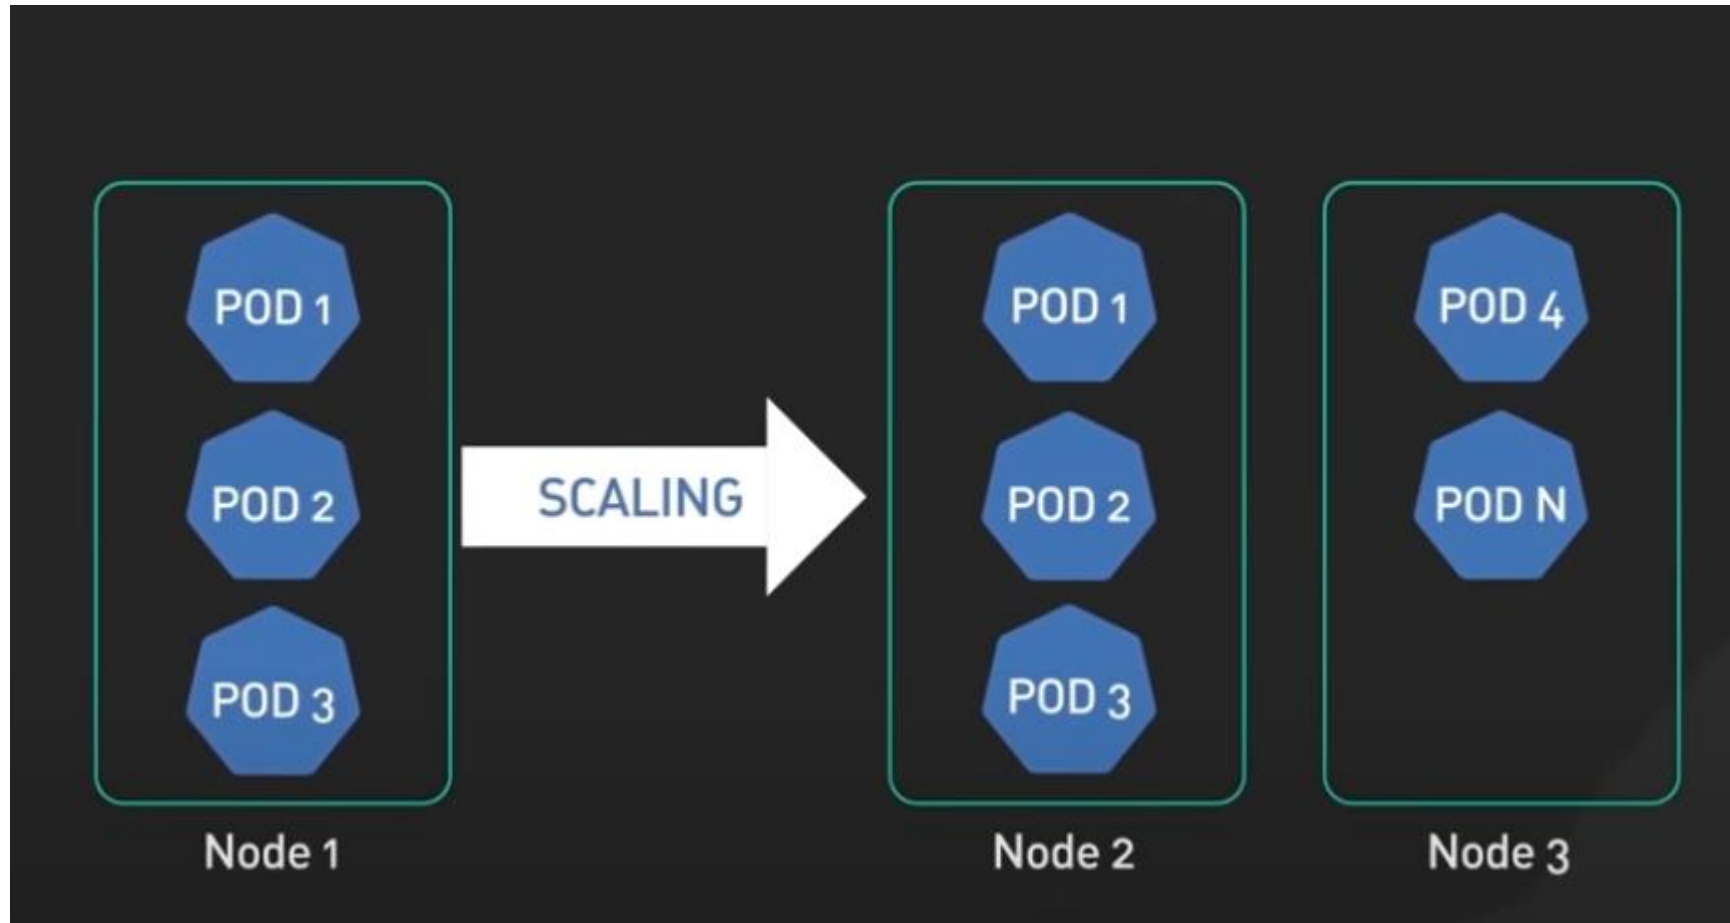 POD 1
POD 2
POD 3
Node 1
SCALING
POD 1
POD 2
POD 3
Node 2
POD 4
POD N
Node 3